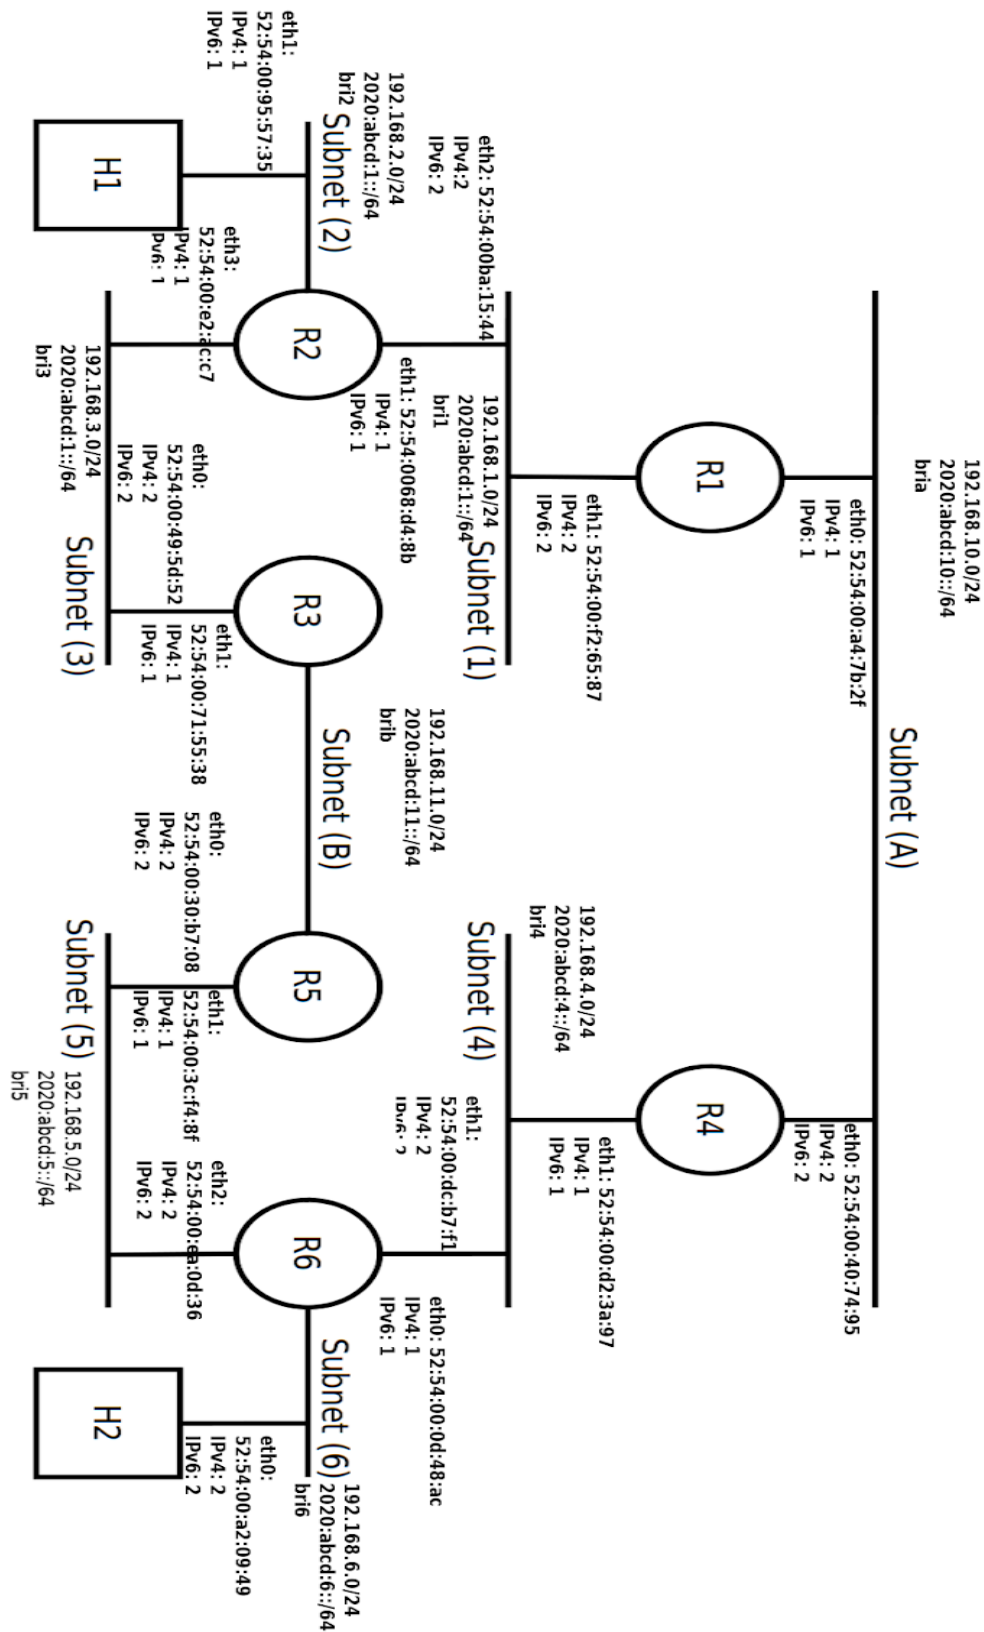 192.168.10.0/24
2020:abcd:10::/64
bria
Subnet (A)
eth0: 52:54:00:a4:7b:2f
IPv4: 1
IPv6: 1
eth0: 52:54:00:40:74:95
IPv4: 2
IPv6: 2
R1
R4
eth1: 52:54:00:f2:65:87
IPv4: 2
IPv6: 2
eth1: 52:54:00:d2:3a:97
IPv4: 1
IPv6: 1
192.168.1.0/24
2020:abcd:1::/64
bri1
Subnet (1)
192.168.4.0/24
2020:abcd:4::/64
bri4
Subnet (4)
eth2: 52:54:00ba:15:44
IPv4:2
IPv6: 2
eth1: 52:54:0068:d4:8b
IPv4: 1
IPv6: 1
192.168.2.0/24
2020:abcd:1::/64
bri2
Subnet (2)
192.168.11.0/24
2020:abcd:11::/64
brib
Subnet (B)
eth1:
52:54:00:dc:b7:f1
IPv4: 2
IPv6: 2
eth0: 52:54:00:0d:48:ac
IPv4: 1
IPv6: 1
192.168.6.0/24
2020:abcd:6::/64
bri6
Subnet (6)
eth1:
52:54:00:95:57:35
IPv4: 1
IPv6: 1
R2
R3
R5
R6
eth3:
52:54:00:e2:ac:c7
IPv4: 1
IPv6: 1
eth0:
52:54:00:49:5d:52
IPv4: 2
IPv6: 2
eth1:
52:54:00:71:55:38
IPv4: 1
IPv6: 1
eth0:
52:54:00:30:b7:08
IPv4: 2
IPv6: 2
eth1:
52:54:00:3c:f4:8f
IPv4: 1
IPv6: 1
eth2:
52:54:00:ea:0d:36
IPv4: 2
IPv6: 2
eth0:
52:54:00:a2:09:49
IPv4: 2
IPv6: 2
H1
H2
192.168.3.0/24
2020:abcd:1::/64
bri3
Subnet (3)
Subnet (5)
192.168.5.0/24
2020:abcd:5::/64
bri5